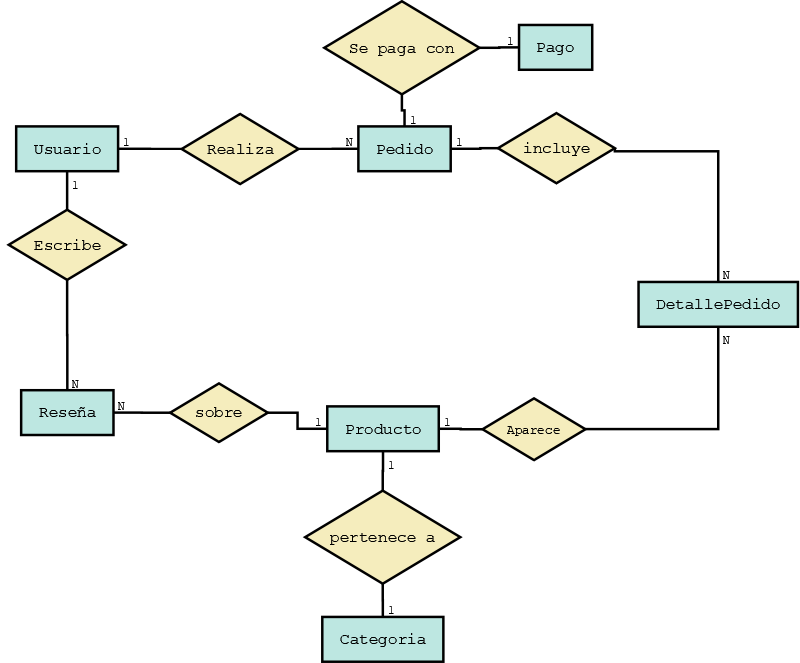 Se paga con
1
Pago
1
Usuario
1
Realiza
N
Pedido
1
incluye
1
Escribe
N
DetallePedido
N
N
Reseña
N
sobre
1
Producto
1
Aparece
1
pertenece a
1
Categoria